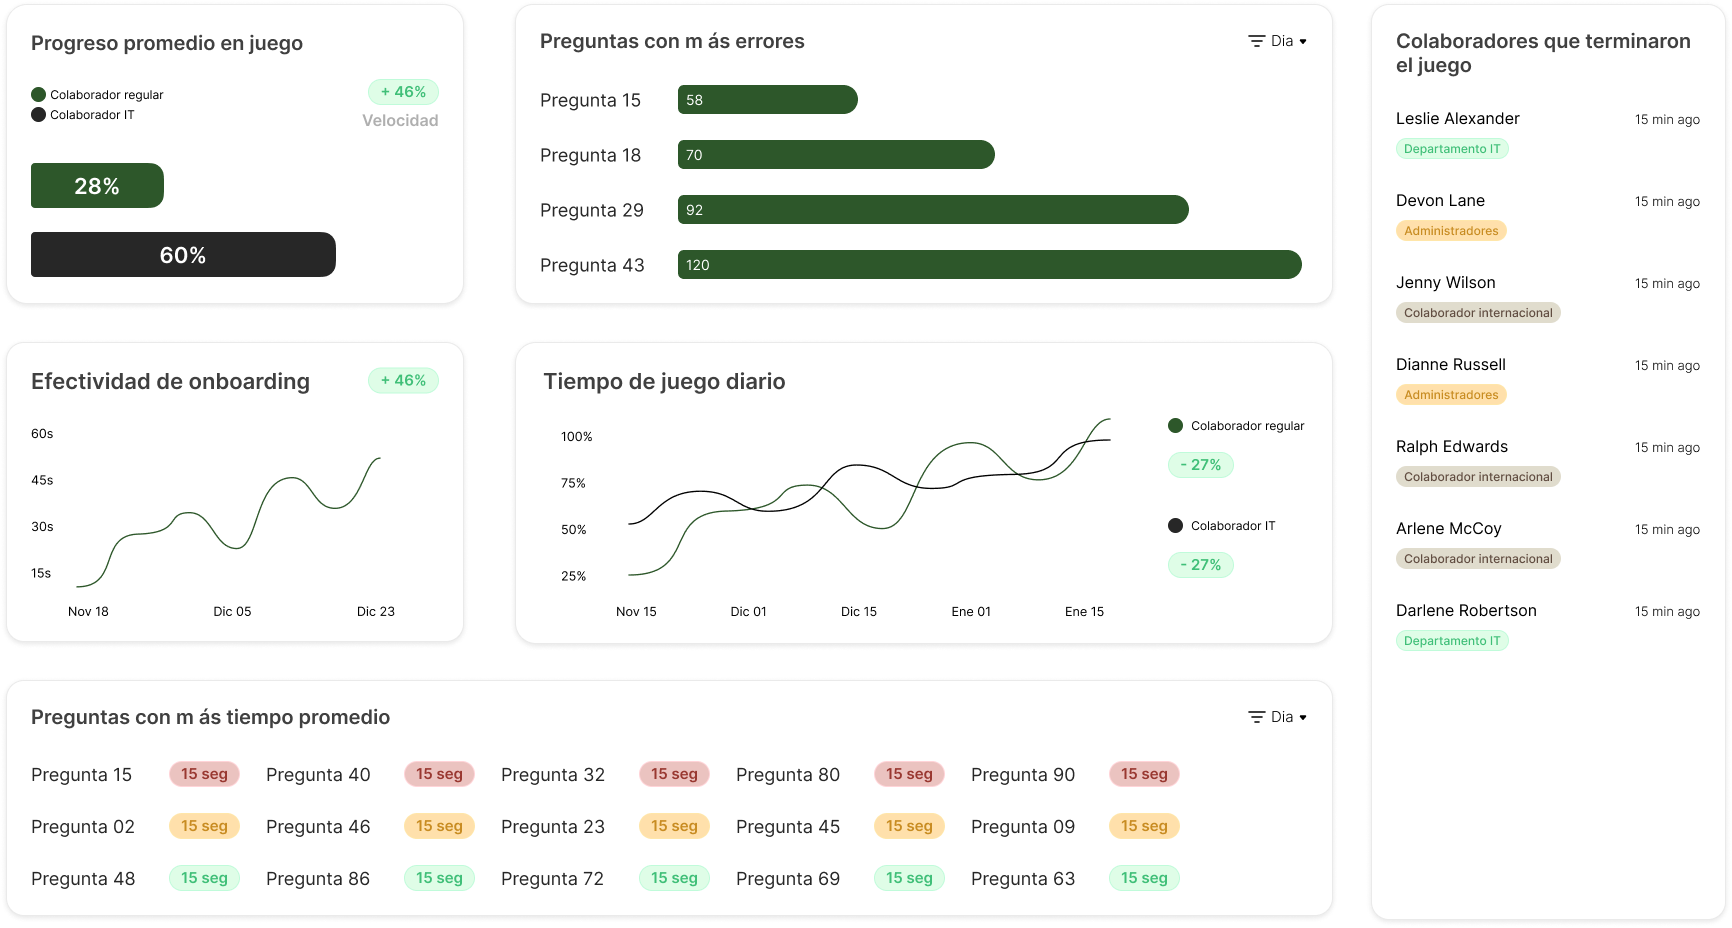 Progreso promedio en juego
Colaborador regular
Colaborador IT
+ 46%
Velocidad
28%
60%
Preguntas con m ás errores
Dia
Pregunta 15 58
Pregunta 18 70
Pregunta 29 92
Pregunta 43 120
Colaboradores que terminaron
el juego
Leslie Alexander 15 min ago
Departamento IT
Devon Lane 15 min ago
Administradores
Jenny Wilson 15 min ago
Colaborador internacional
Dianne Russell 15 min ago
Administradores
Ralph Edwards 15 min ago
Colaborador internacional
Arlene McCoy 15 min ago
Colaborador internacional
Darlene Robertson 15 min ago
Departamento IT
Efectividad de onboarding + 46%
60s
45s
30s
15s
Nov 18 Dic 05 Dic 23
Tiempo de juego diario
100%
75%
50%
25%
Nov 15 Dic 01 Dic 15 Ene 01 Ene 15
Colaborador regular
- 27%
Colaborador IT
- 27%
Preguntas con m ás tiempo promedio
Dia
Pregunta 15 15 seg Pregunta 40 15 seg Pregunta 32 15 seg Pregunta 80 15 seg Pregunta 90 15 seg
Pregunta 02 15 seg Pregunta 46 15 seg Pregunta 23 15 seg Pregunta 45 15 seg Pregunta 09 15 seg
Pregunta 48 15 seg Pregunta 86 15 seg Pregunta 72 15 seg Pregunta 69 15 seg Pregunta 63 15 seg